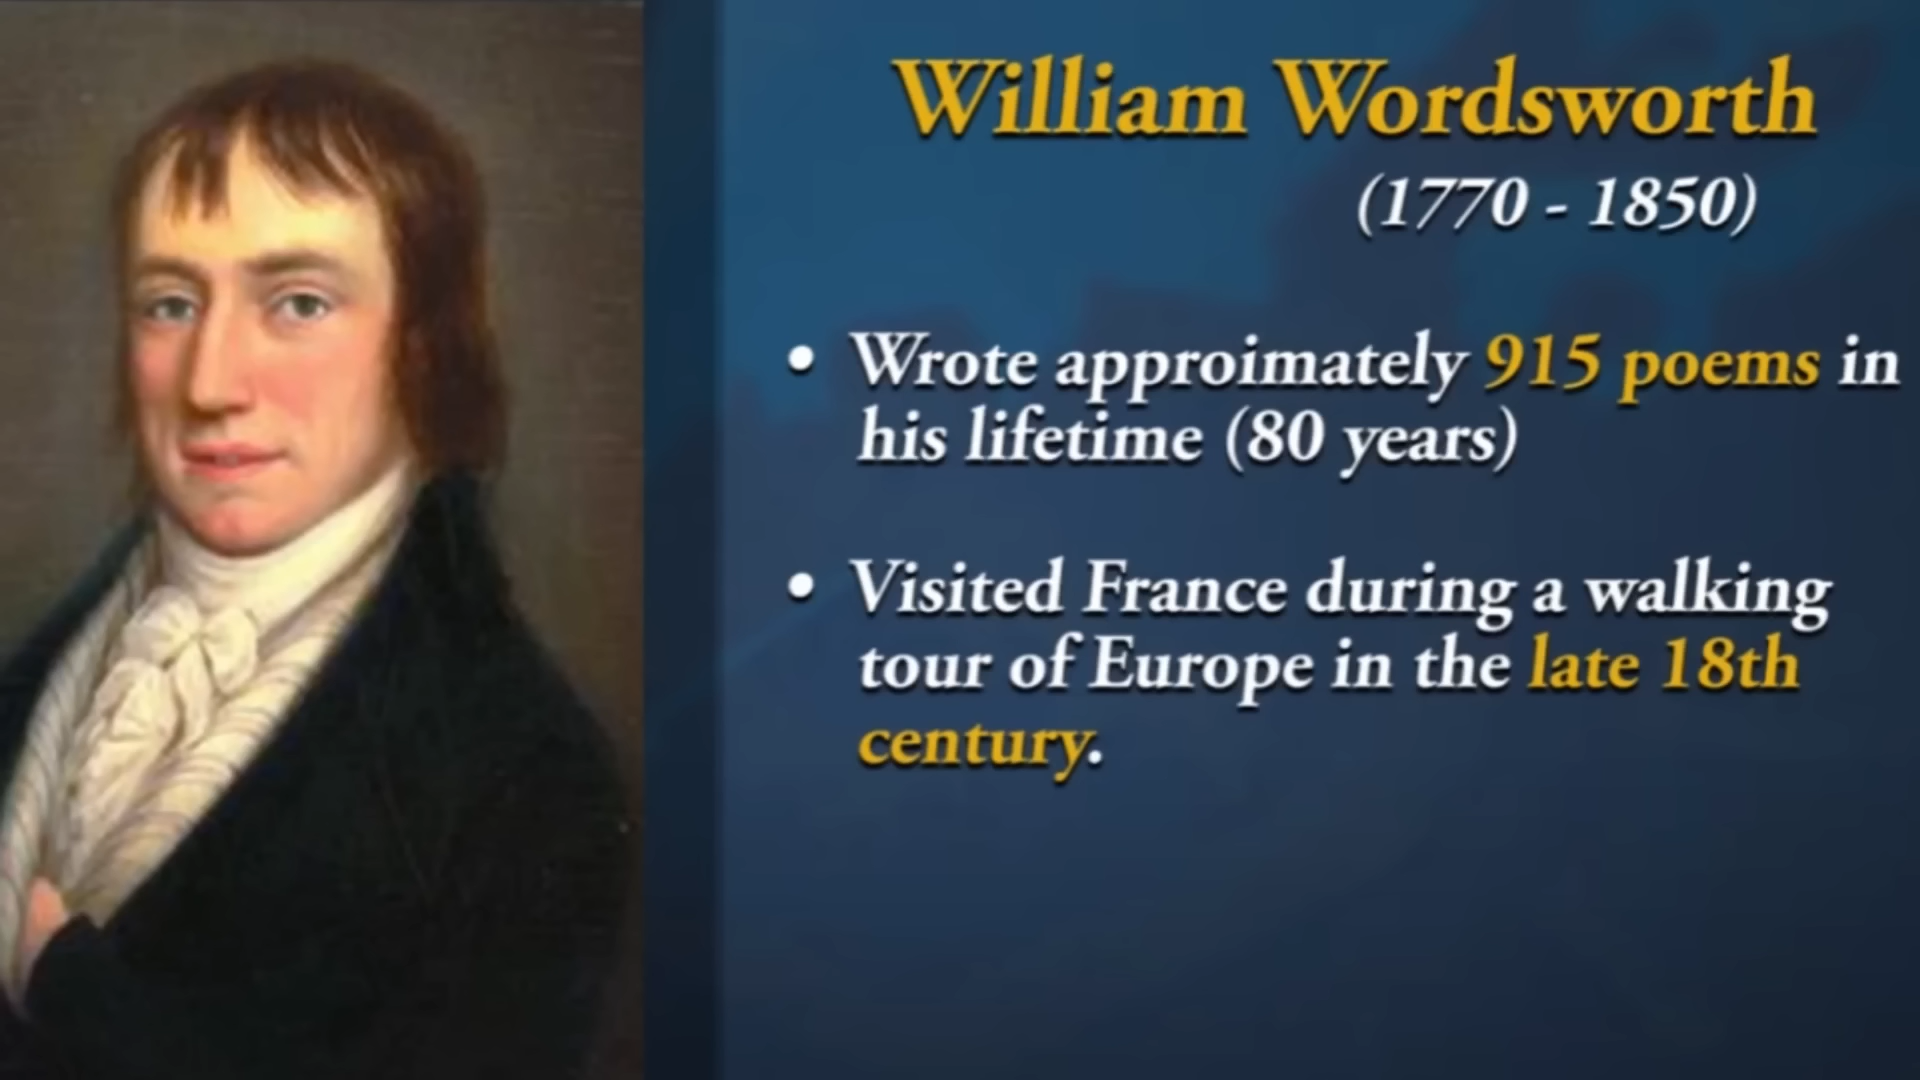 William Wordsworth
(1770 - 1850)
• Wrote approimately 915 poems in
his lifetime (80 years)
• Visited France during a walking
tour of Europe in the late 18th
century.